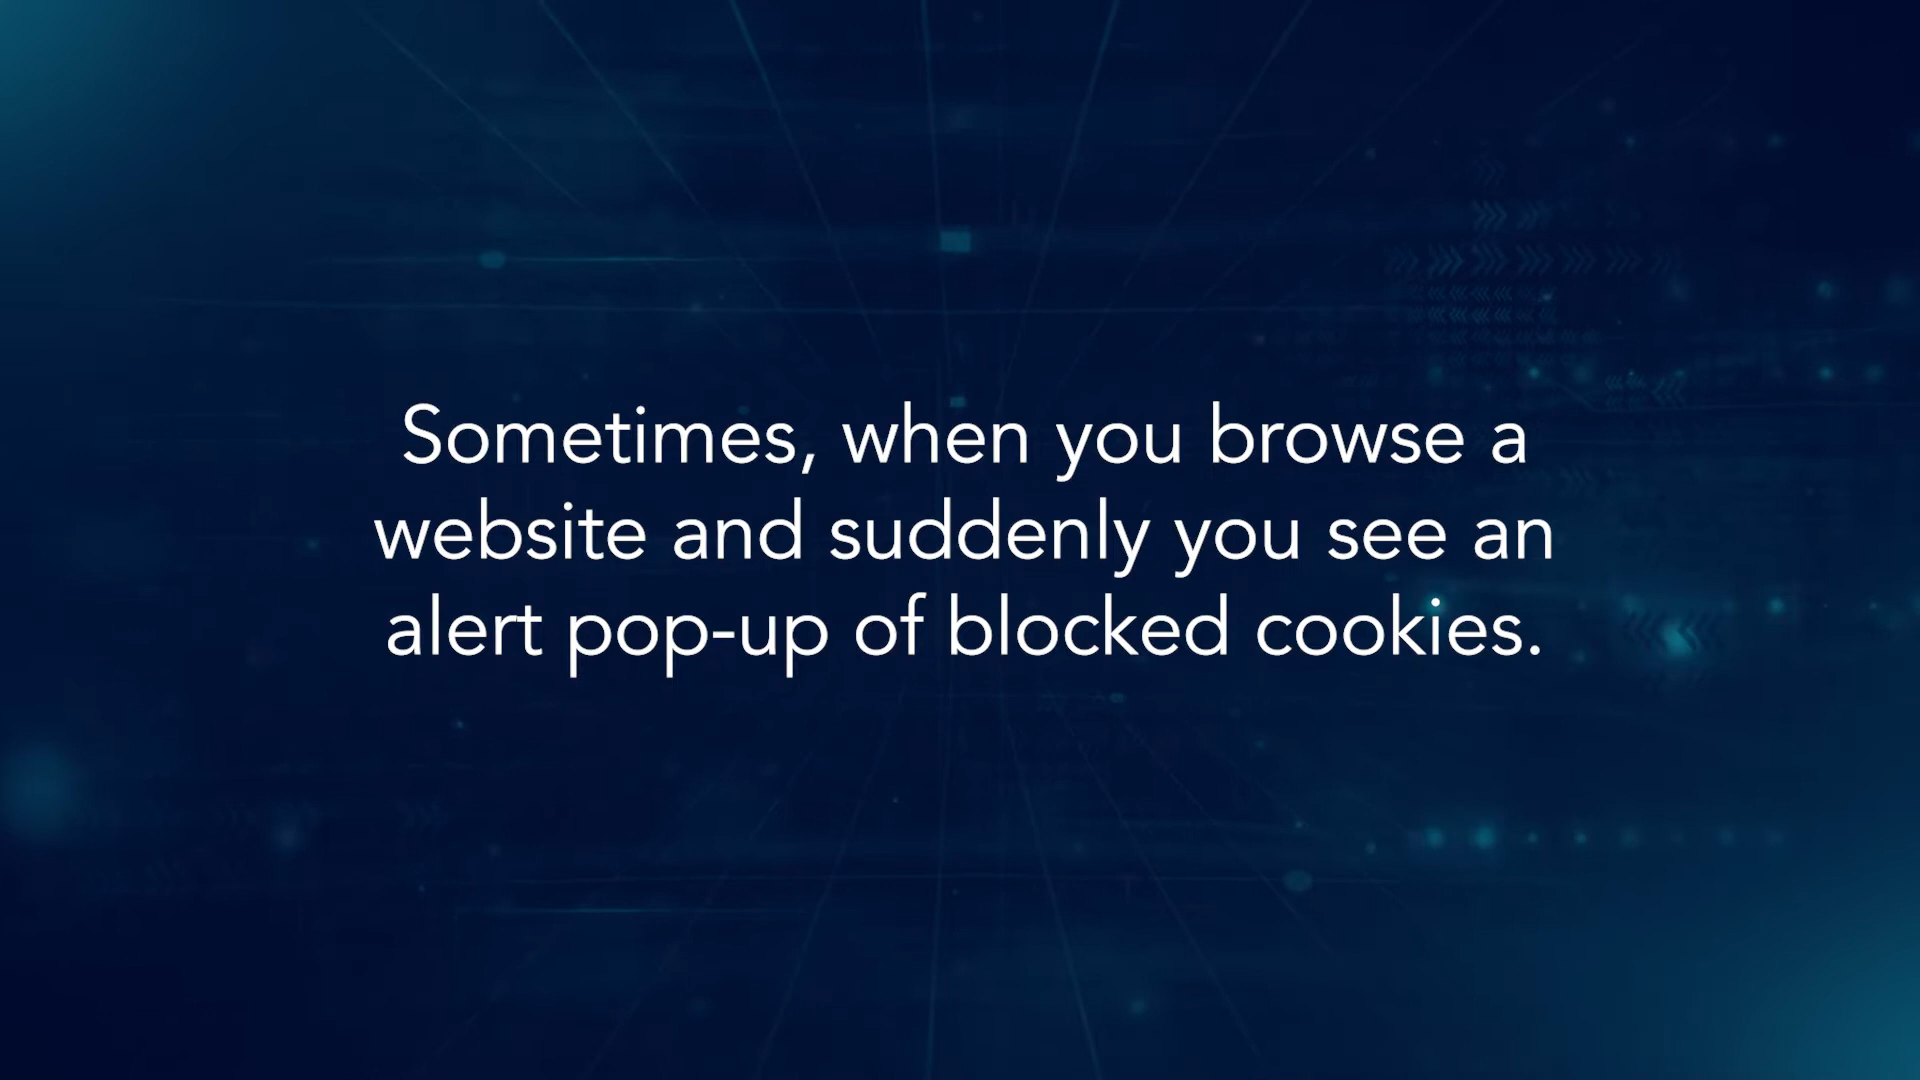 Sometimes, when you browse a
website and suddenly you see an
alert pop-up of blocked cookies.